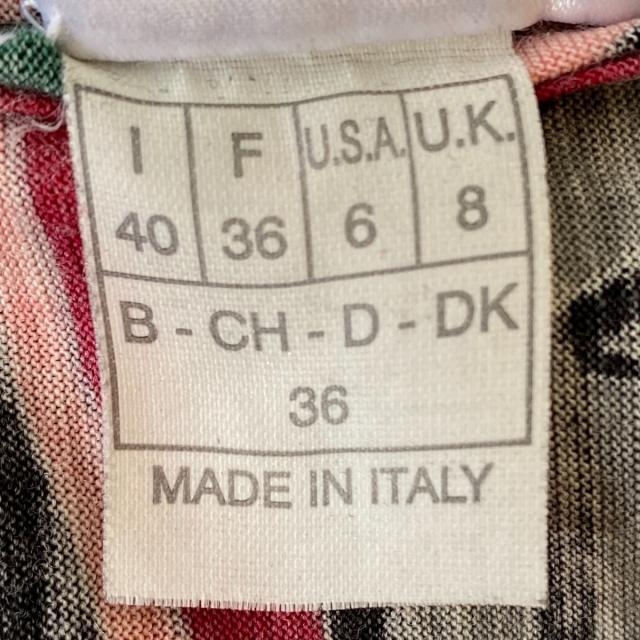 I F U.S.A. U.K.
40 36 6 8
B - CH - D - DK
36
MADE IN ITALY